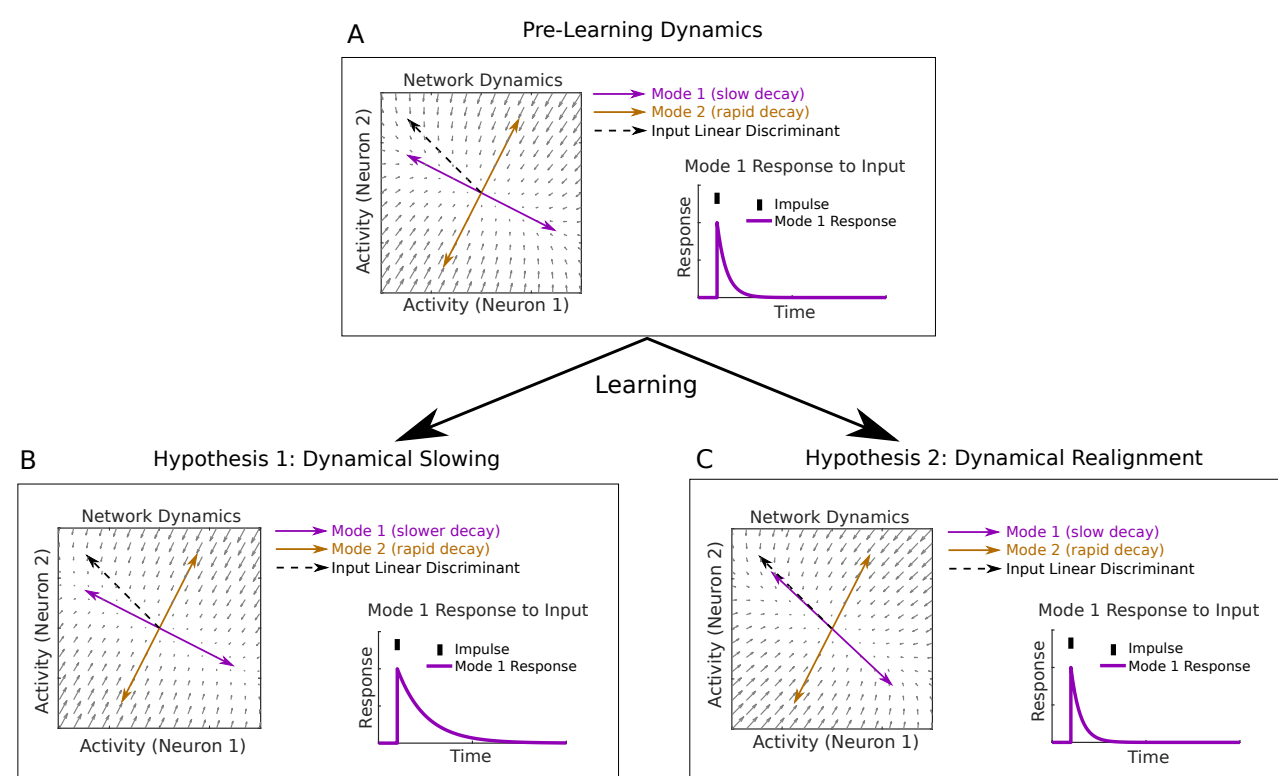 A
Pre-Learning Dynamics
Network Dynamics
Activity (Neuron 2)
Activity (Neuron 1)
Mode 1 (slow decay)
Mode 2 (rapid decay)
Input Linear Discriminant
Mode 1 Response to Input
Response
Impulse
Mode 1 Response
Time
Learning
B
Hypothesis 1: Dynamical Slowing
Network Dynamics
Activity (Neuron 2)
Activity (Neuron 1)
Mode 1 (slower decay)
Mode 2 (rapid decay)
Input Linear Discriminant
Mode 1 Response to Input
Response
Impulse
Mode 1 Response
Time
C
Hypothesis 2: Dynamical Realignment
Network Dynamics
Activity (Neuron 2)
Activity (Neuron 1)
Mode 1 (slow decay)
Mode 2 (rapid decay)
Input Linear Discriminant
Mode 1 Response to Input
Response
Impulse
Mode 1 Response
Time